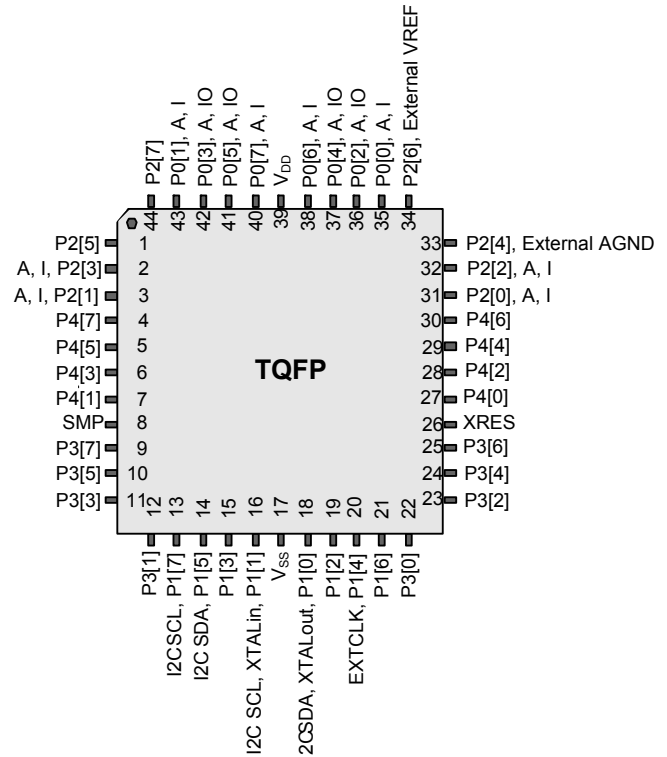 P2[7]
P0[1], A, I
P0[3], A, IO
P0[5], A, IO
P0[7], A, I
VDD
P0[6], A, I
P0[4], A, IO
P0[2], A, IO
P0[0], A, I
P2[6], External VREF
44
43
42
41
40
39
38
37
36
35
34
P2[5] 1
A, I, P2[3] 2
A, I, P2[1] 3
P4[7] 4
P4[5] 5
P4[3] 6
P4[1] 7
SMP 8
P3[7] 9
P3[5] 10
P3[3] 11
TQFP
33 P2[4], External AGND
32 P2[2], A, I
31 P2[0], A, I
30 P4[6]
29 P4[4]
28 P4[2]
27 P4[0]
26 XRES
25 P3[6]
24 P3[4]
23 P3[2]
12
13
14
15
16
17
18
19
20
21
22
P3[1]
I2CSCL, P1[7]
I2C SDA, P1[5]
P1[3]
I2C SCL, XTALin, P1[1]
VSS
2CSDA, XTALout, P1[0]
P1[2]
EXTCLK, P1[4]
P1[6]
P3[0]